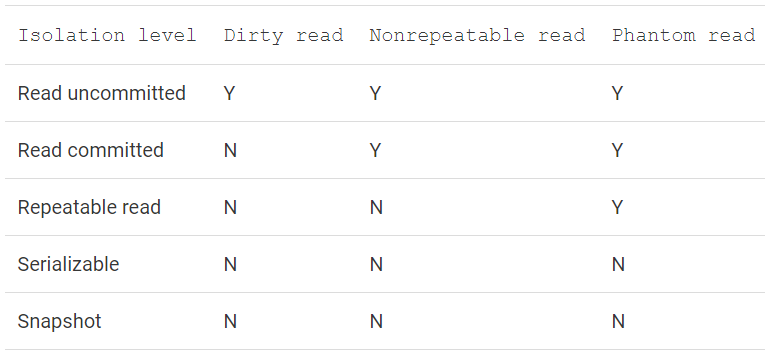 Isolation level Dirty read Nonrepeatable read Phantom read
Read uncommitted Y Y Y
Read committed N Y Y
Repeatable read N N Y
Serializable N N N
Snapshot N N N